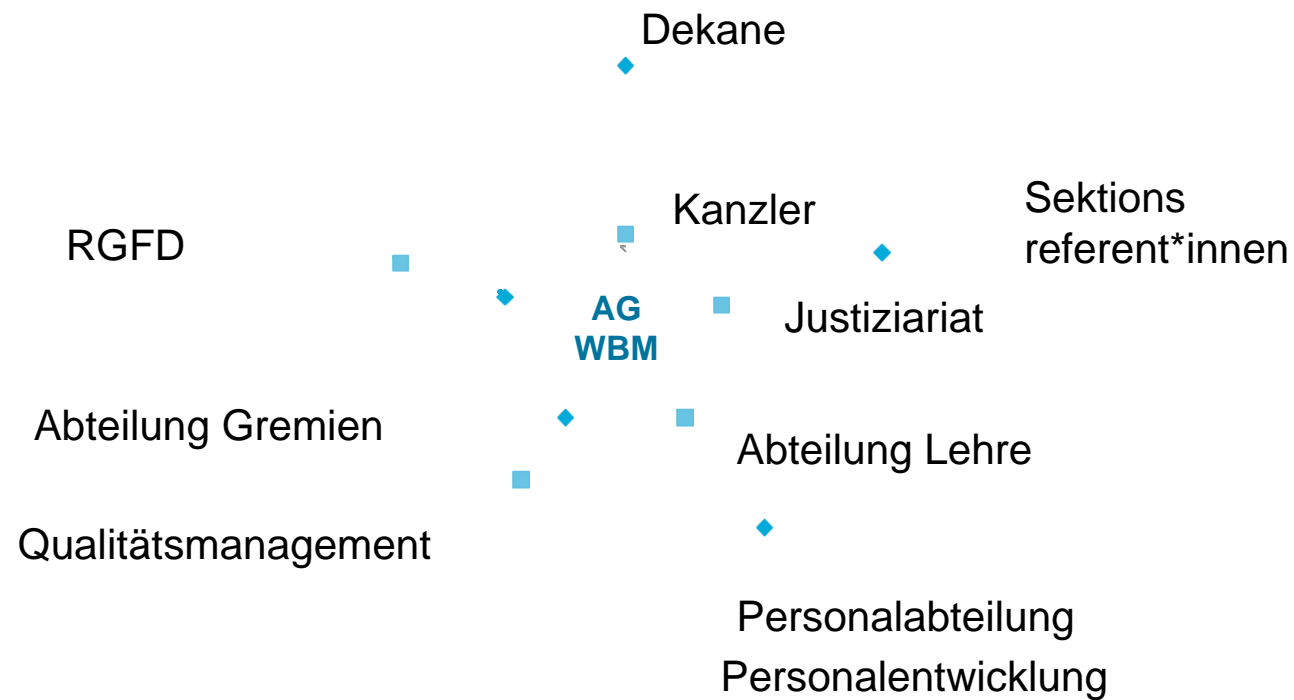 Dekane
Kanzler
Sektions
referent*innen
RGFD
AG
WBM
Justiziariat
Abteilung Gremien
Abteilung Lehre
Qualitätsmanagement
Personalabteilung
Personalentwicklung